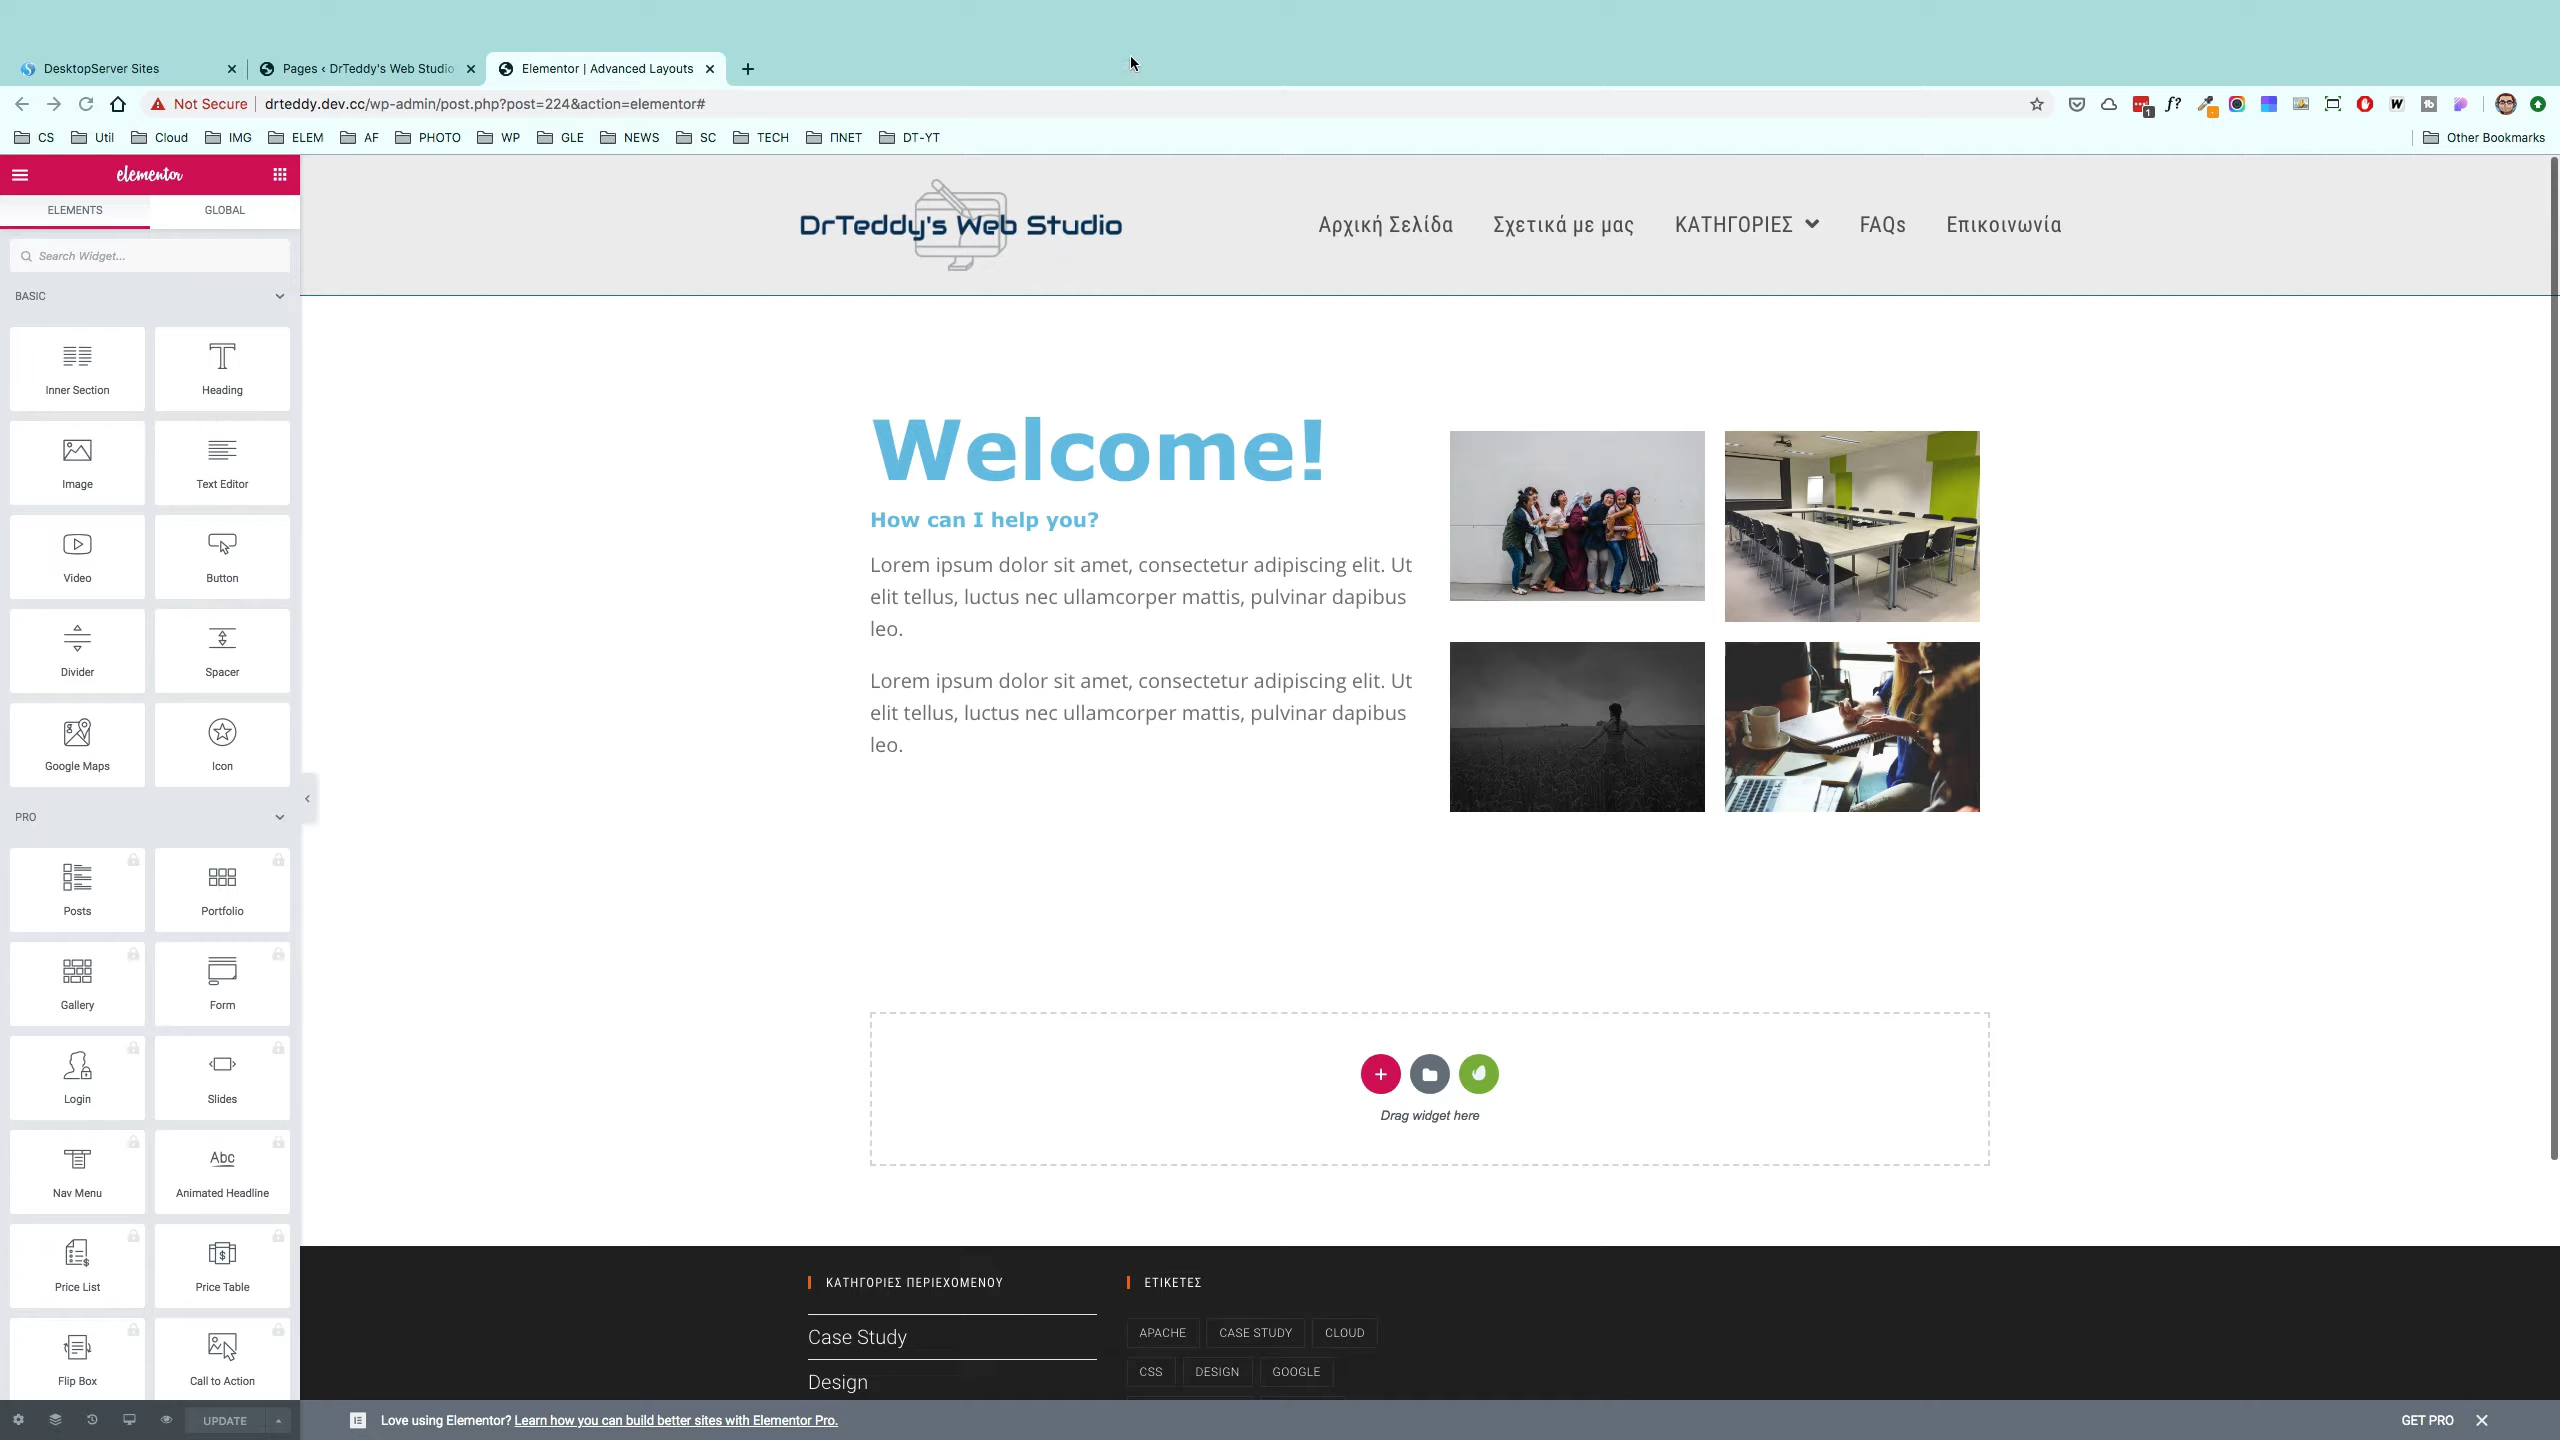 DesktopServer Sites
Pages ‹ DrTeddy's Web Studio
Elementor | Advanced Layouts
Not Secure
drteddy.dev.cc/wp-admin/post.php?post=224&action=elementor#
CS
Util
Cloud
IMG
ELEM
AF
PHOTO
WP
GLE
NEWS
SC
TECH
ΠΝΕΤ
DT-YT
Other Bookmarks
elementor
ELEMENTS
GLOBAL
Search Widget...
BASIC
Inner Section
Heading
Image
Text Editor
Video
Button
Divider
Spacer
Google Maps
Icon
PRO
Posts
Portfolio
Gallery
Form
Login
Slides
Nav Menu
Abc
Animated Headline
Price List
Price Table
Flip Box
Call to Action
UPDATE
DrTeddy's Web Studio
Αρχική Σελίδα
Σχετικά με μας
ΚΑΤΗΓΟΡΙΕΣ
FAQs
Επικοινωνία
Welcome!
How can I help you?
Lorem ipsum dolor sit amet, consectetur adipiscing elit. Ut
elit tellus, luctus nec ullamcorper mattis, pulvinar dapibus
leo.
Lorem ipsum dolor sit amet, consectetur adipiscing elit. Ut
elit tellus, luctus nec ullamcorper mattis, pulvinar dapibus
leo.
Drag widget here
ΚΑΤΗΓΟΡΙΕΣ ΠΕΡΙΕΧΟΜΕΝΟΥ
Case Study
Design
ΕΤΙΚΕΤΕΣ
APACHE
CASE STUDY
CLOUD
CSS
DESIGN
GOOGLE
Love using Elementor? Learn how you can build better sites with Elementor Pro.
GET PRO